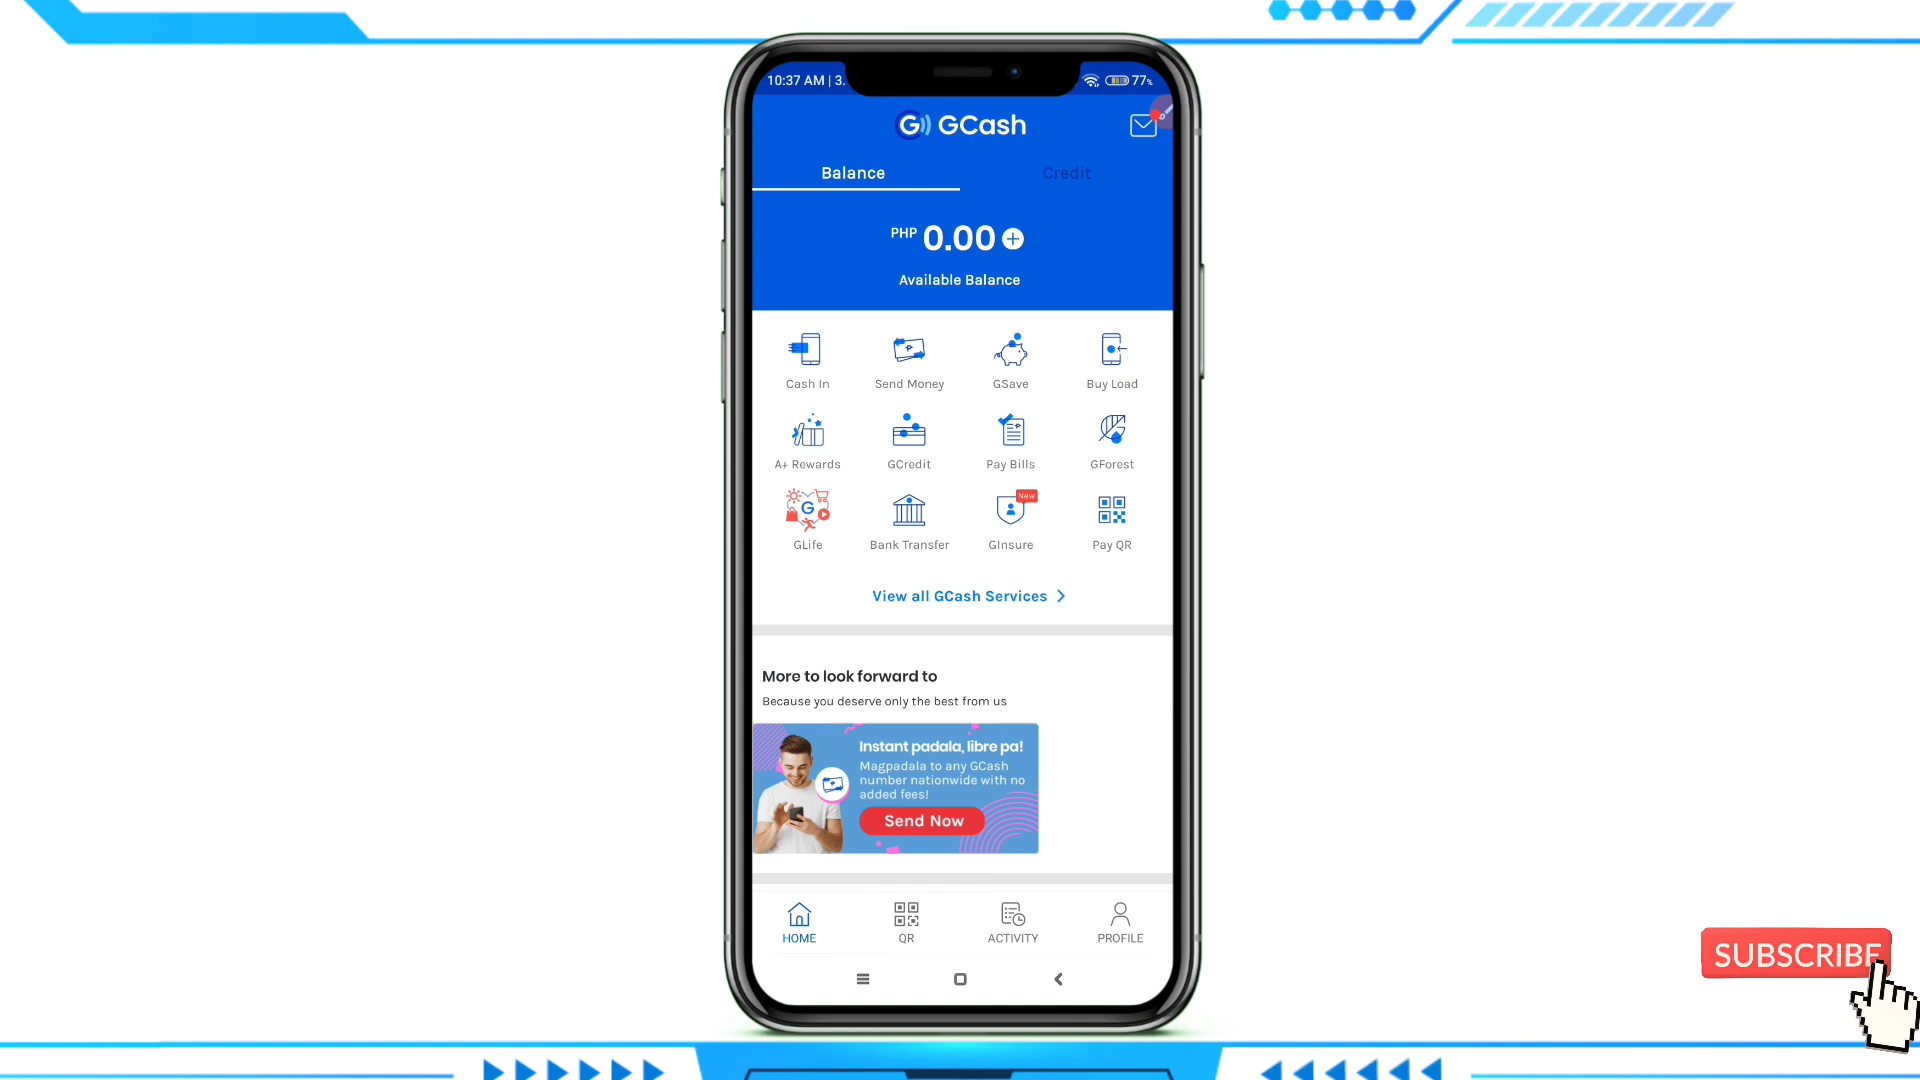 10:37 AM | 3.
77%
GCash
Balance
Credit
PHP 0.00
Available Balance
Cash In
Send Money
GSave
Buy Load
A+ Rewards
GCredit
Pay Bills
GForest
New
GLife
Bank Transfer
GInsure
Pay QR
View all GCash Services
More to look forward to
Because you deserve only the best from us
Instant padala, libre pa!
Magpadala to any GCash
number nationwide with no
added fees!
Send Now
HOME
QR
ACTIVITY
PROFILE
SUBSCRIBE